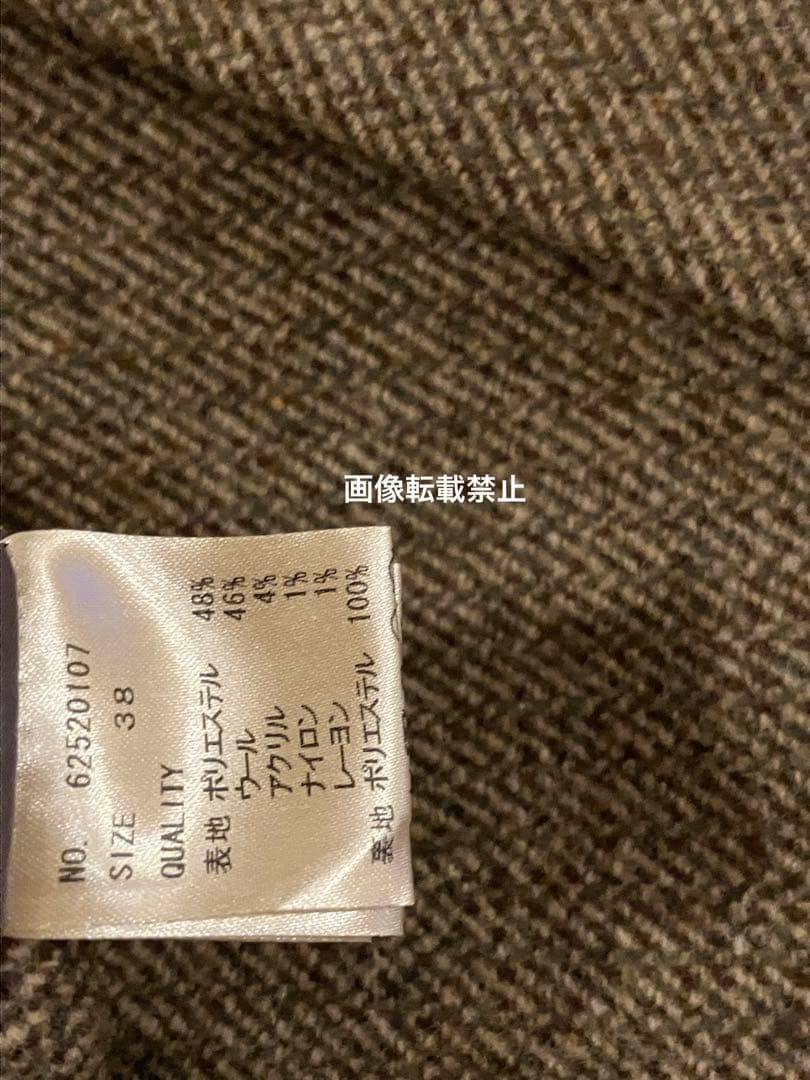 画像転載禁止
NO. 62520107
SIZE 38
QUALITY
表地 ポリエステル 48%
ウール 46%
アクリル 4%
ナイロン 1%
レーヨン 1%
裏地 ポリエステル 100%